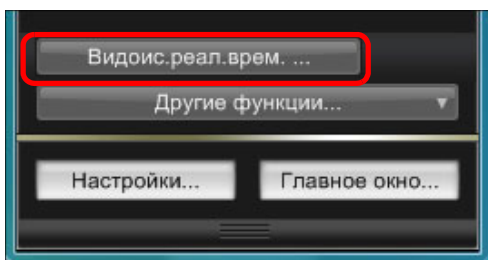 Видоис.реал.врем. ...
Другие функции...
Настройки... Главное окно...